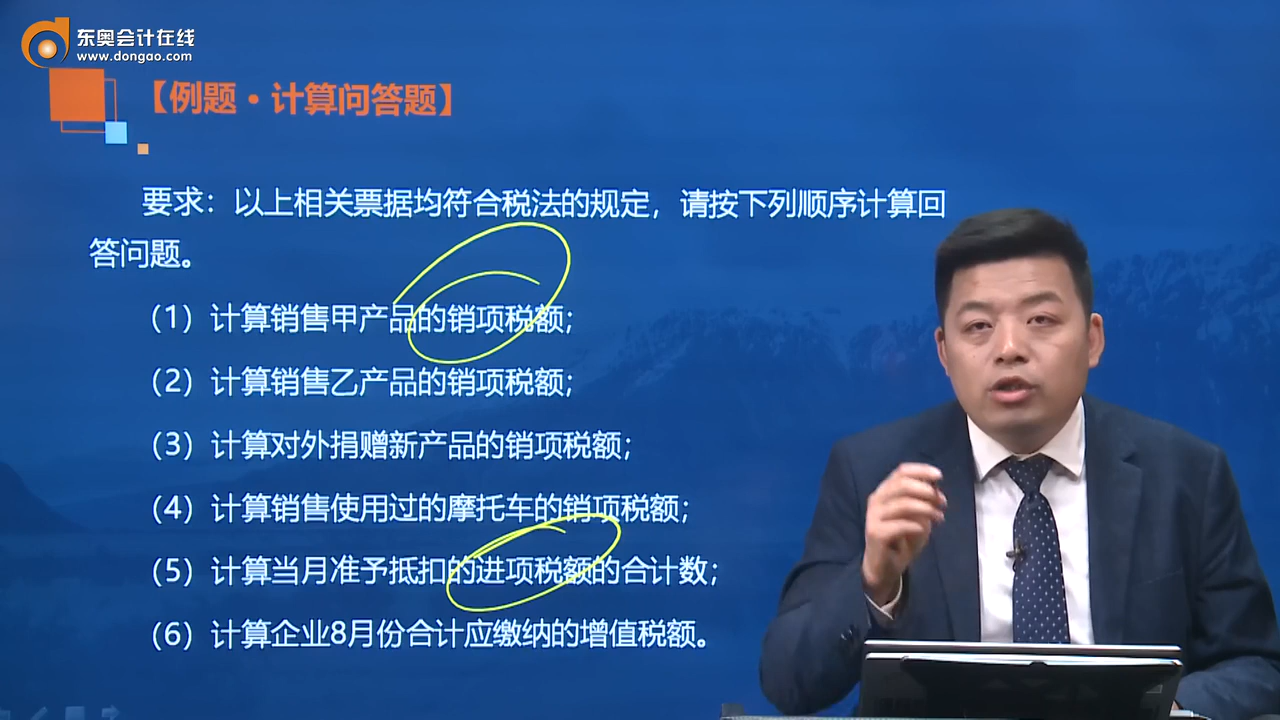 东奥会计在线
www.dongao.com
【例题·计算问答题】
要求：以上相关票据均符合税法的规定，请按下列顺序计算回
答问题。
（1）计算销售甲产品的销项税额；
（2）计算销售乙产品的销项税额；
（3）计算对外捐赠新产品的销项税额；
（4）计算销售使用过的摩托车的销项税额；
（5）计算当月准予抵扣的进项税额的合计数；
（6）计算企业8月份合计应缴纳的增值税额。